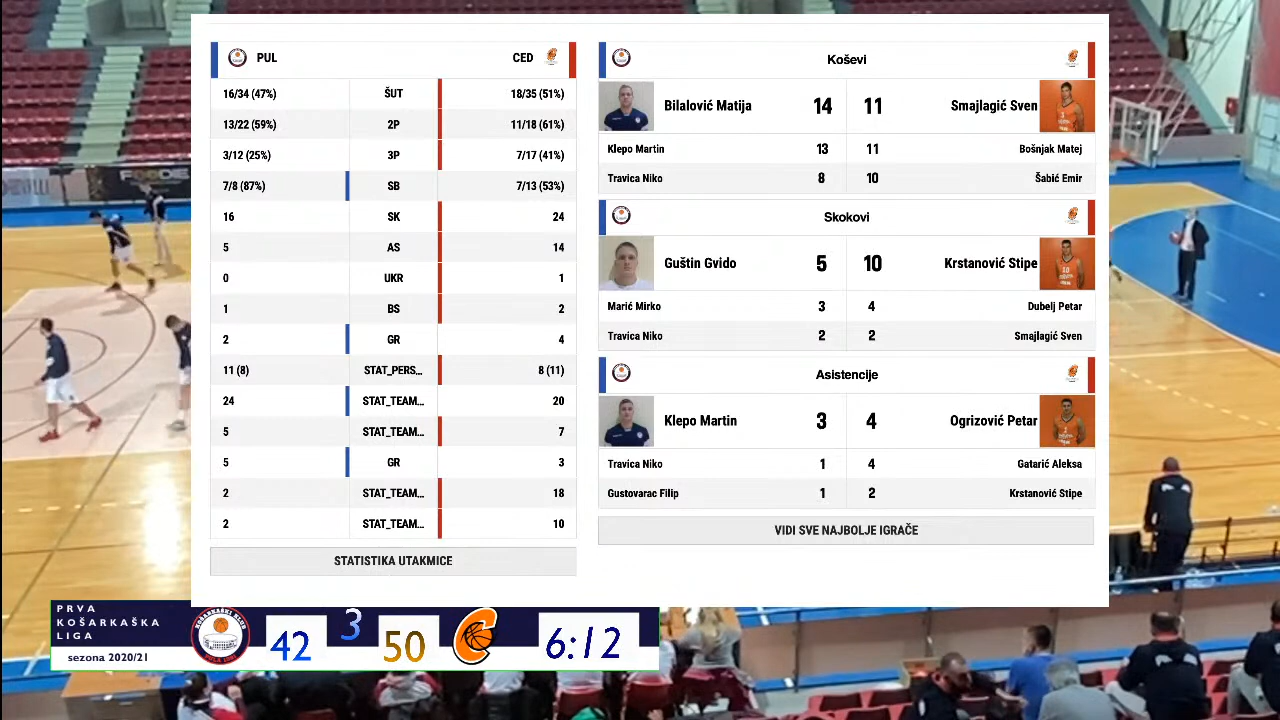 PUL CED
16/34 (47%) ŠUT 18/35 (51%)
13/22 (59%) 2P 11/18 (61%)
3/12 (25%) 3P 7/17 (41%)
7/8 (87%) SB 7/13 (53%)
16 SK 24
5 AS 14
0 UKR 1
1 BS 2
2 GR 4
11 (8) STAT_PERS... 8 (11)
24 STAT_TEAM... 20
5 STAT_TEAM... 7
5 GR 3
2 STAT_TEAM... 18
2 STAT_TEAM... 10
STATISTIKA UTAKMICE
Koševi
Bilalović Matija 14 11 Smajlagić Sven
Klepo Martin 13 11 Bošnjak Matej
Travica Niko 8 10 Šabić Emir
Skokovi
Guštin Gvido 5 10 Krstanović Stipe
Marić Mirko 3 4 Dubelj Petar
Travica Niko 2 2 Smajlagić Sven
Asistencije
Klepo Martin 3 4 Ogrizović Petar
Travica Niko 1 4 Gatarić Aleksa
Gustovarac Filip 1 2 Krstanović Stipe
VIDI SVE NAJBOLJE IGRAČE
PRVA
KOŠARKAŠKA
LIGA
sezona 2020/21
42 3 50 6:12